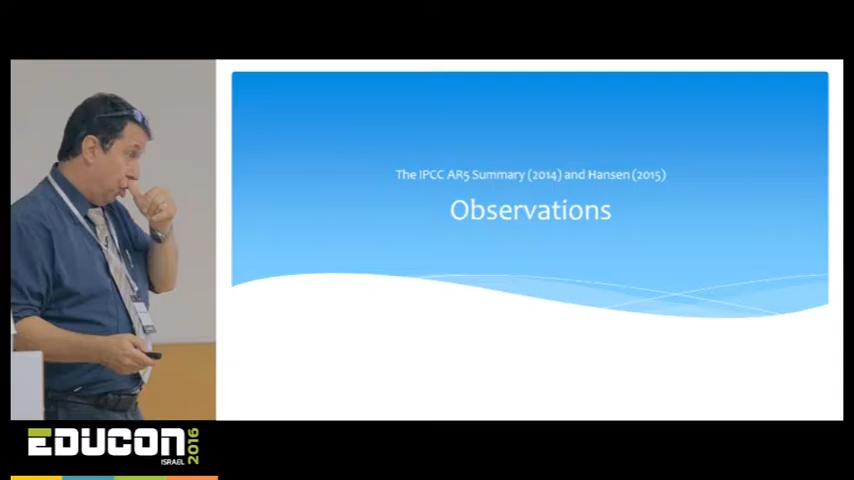 The IPCC AR5 Summary (2014) and Hansen (2015)
Observations
EDUCON
ISRAEL
2016